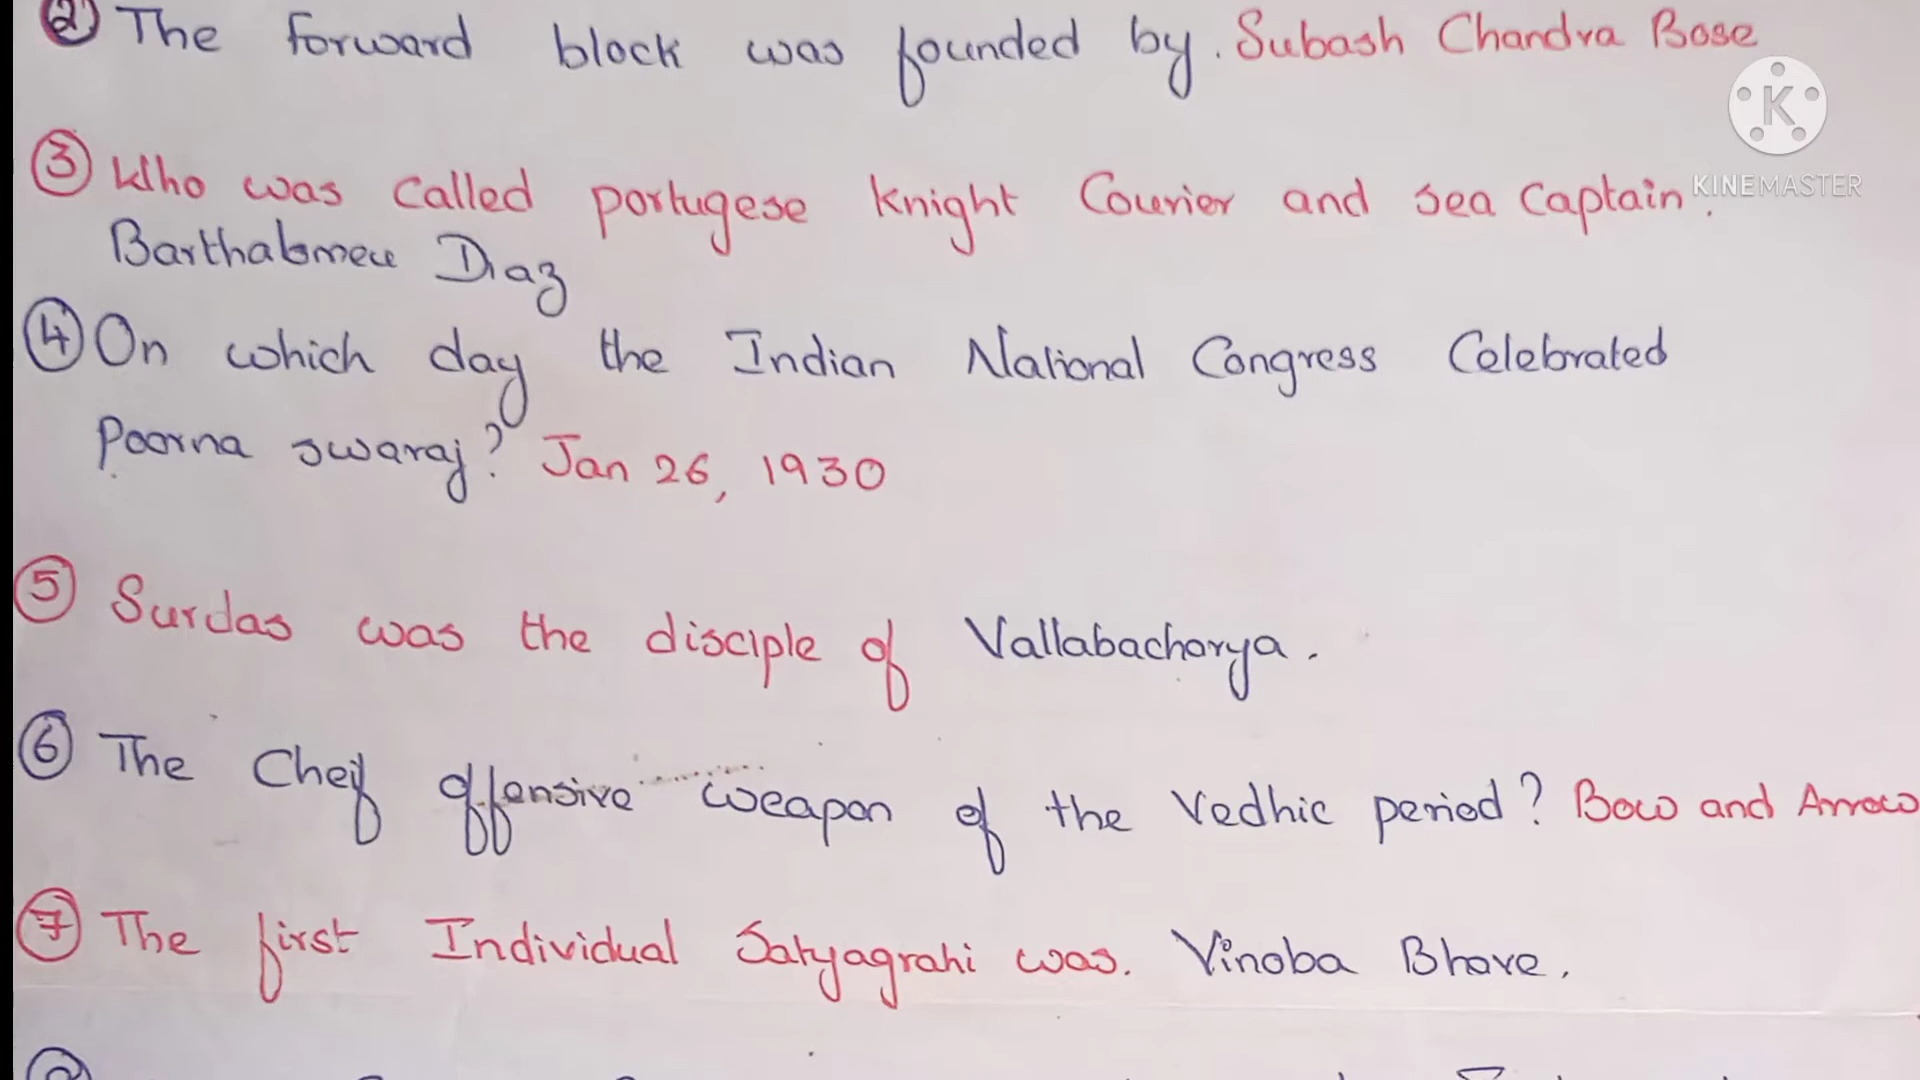 ② The forward block was founded by. Subash Chandra Bose
K
KINEMASTER
③ Who was called portugese knight Courier and sea Captain.
Barthalomeu Diaz
④ On which day the Indian National Congress Celebrated
Poorna swaraj? Jan 26, 1930
⑤ Surdas was the disciple of Vallabacharya.
⑥ The Cheif offensive weapon of the Vedhic period? Bow and Arrow
⑦ The first Individual Satyagrahi was. Vinoba Bhave.